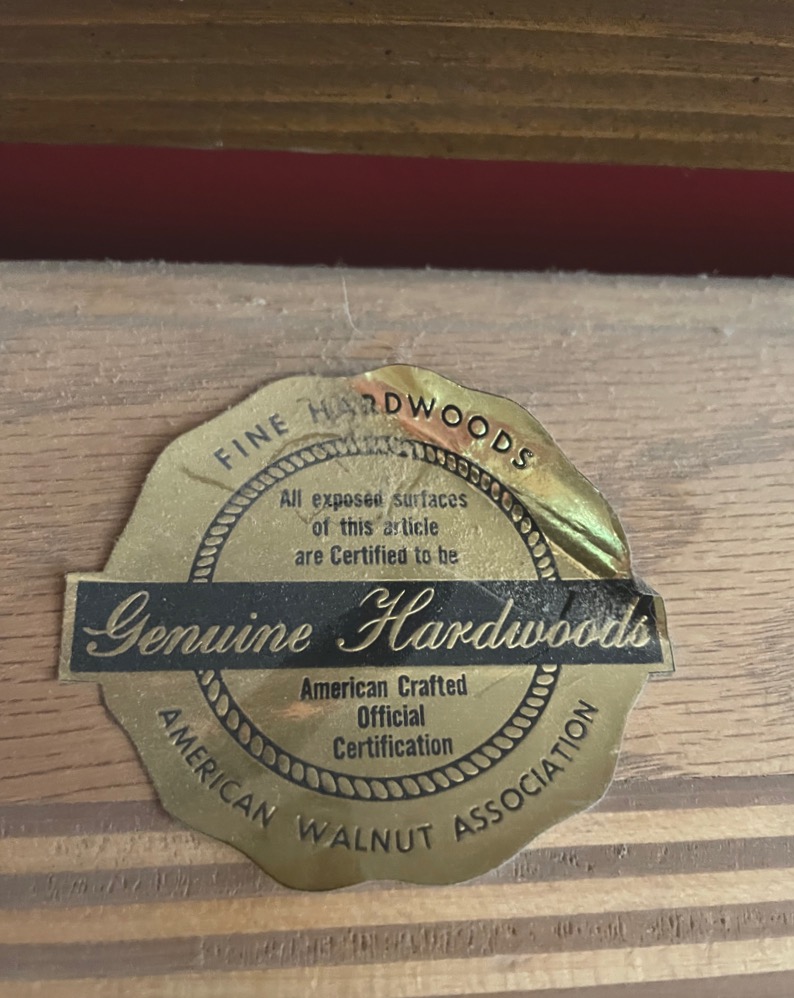 FINE HARDWOODS
All exposed surfaces
of this article
are Certified to be
Genuine Hardwoods
American Crafted
Official
Certification
AMERICAN WALNUT ASSOCIATION